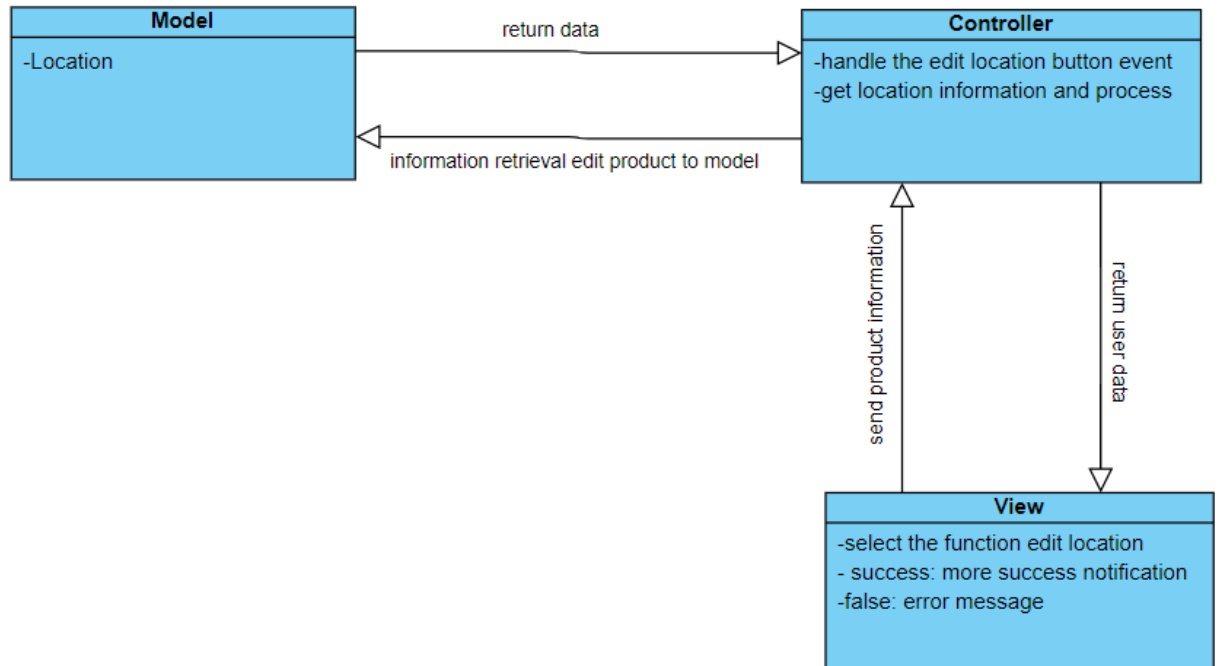 Model
-Location
return data
information retrieval edit product to model
Controller
-handle the edit location button event
-get location information and process
send product information
return user data
View
-select the function edit location
- success: more success notification
-false: error message